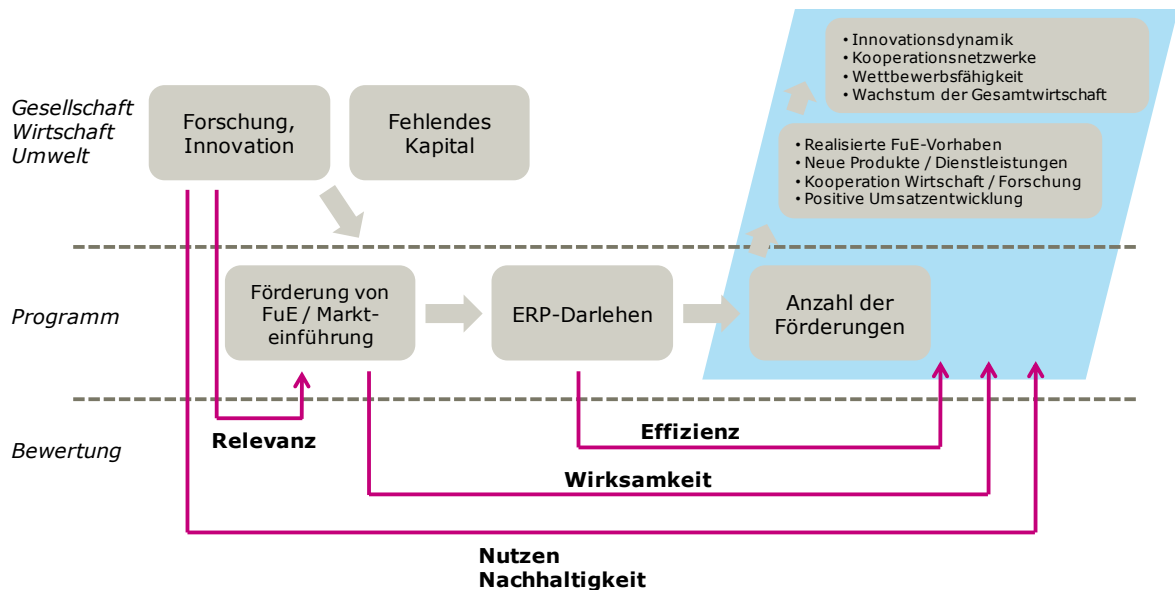 Gesellschaft
Wirtschaft
Umwelt
Forschung,
Innovation
Fehlendes
Kapital
• Innovationsdynamik
• Kooperationsnetzwerke
• Wettbewerbsfähigkeit
• Wachstum der Gesamtwirtschaft
• Realisierte FuE-Vorhaben
• Neue Produkte / Dienstleistungen
• Kooperation Wirtschaft / Forschung
• Positive Umsatzentwicklung
Programm
Förderung von
FuE / Markt-
einführung
ERP-Darlehen
Anzahl der
Förderungen
Bewertung
Relevanz
Effizienz
Wirksamkeit
Nutzen
Nachhaltigkeit